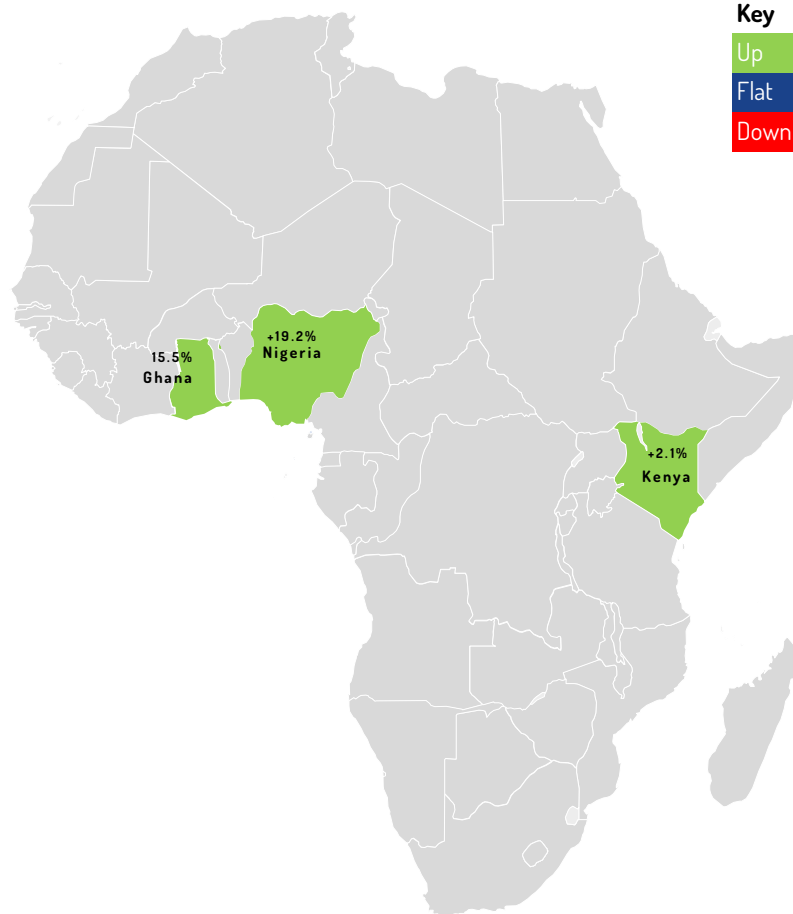 Key
Up
Flat
Down
+19.2%
Nigeria
15.5%
Ghana
+2.1%
Kenya